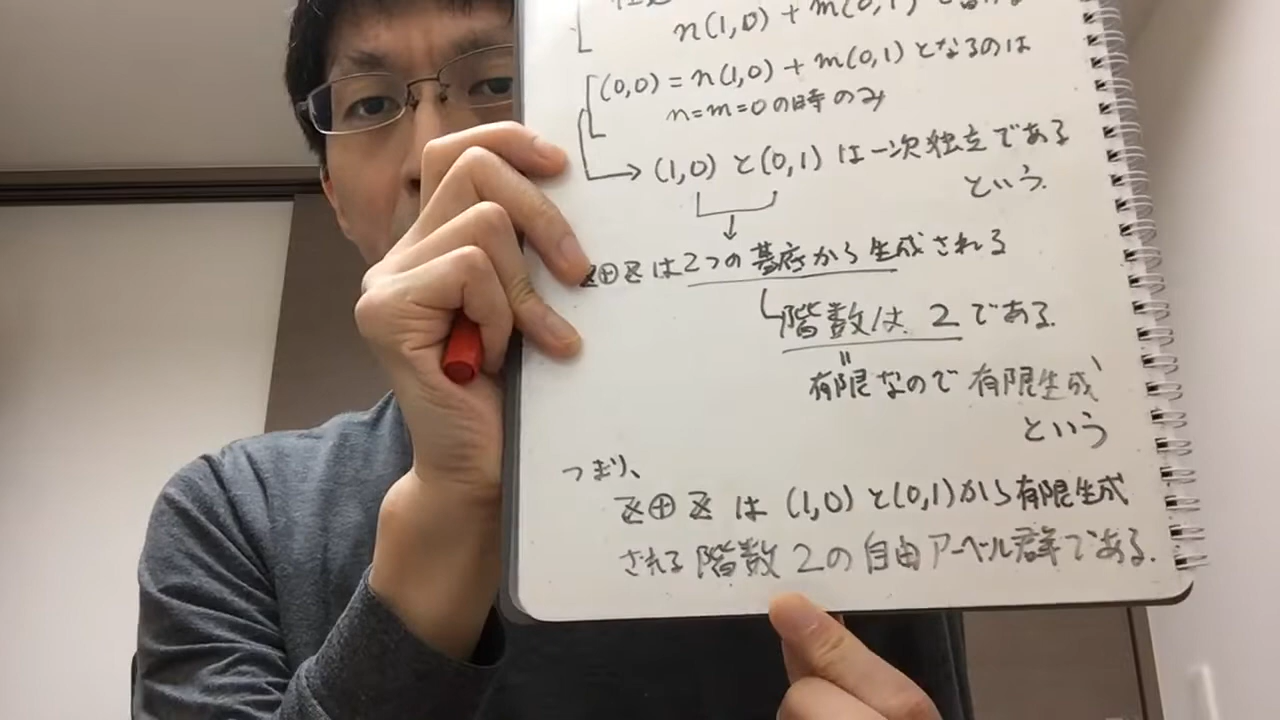 n(1,0) + m(0,1)
(0,0) = n(1,0) + m(0,1) となるのは
n=m=0の時のみ
(1,0) と(0,1) は一次独立である
という.
ℤ⊕ℤ は2つの基底から生成される
階数は 2 である.
有限なので 有限生成
という
つまり、
ℤ⊕ℤ は (1,0) と(0,1)から有限生成
される階数 2の自由アーベル群である.